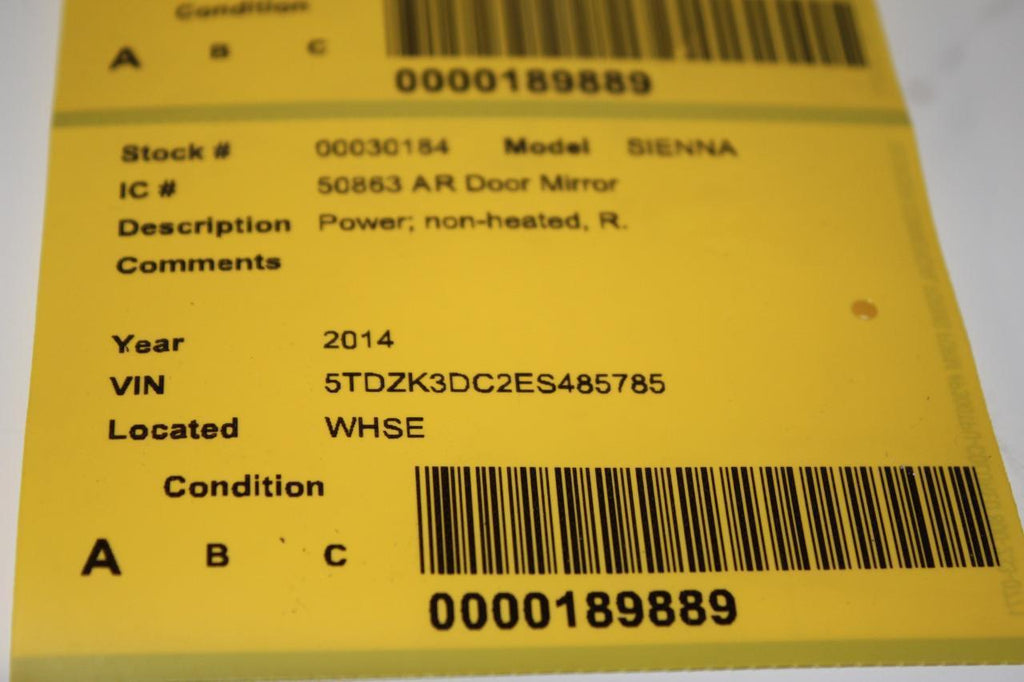 Condition
A B C
0000189889
Stock # 00030184 Model SIENNA
IC # 50863 AR Door Mirror
Description Power; non-heated, R.
Comments
Year 2014
VIN 5TDZK3DC2ES485785
Located WHSE
Condition
A B C
0000189889